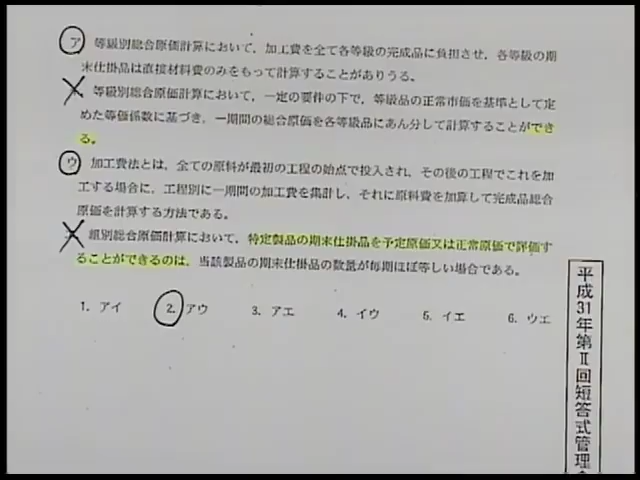 ア 等級別総合原価計算において、加工費を全て各等級の完成品に負担させ、各等級の期
末仕掛品は直接材料費のみをもって計算することがありうる。
等級別総合原価計算において、一定の要件の下で、等級品の正常市価を基準として定
めた等価係数に基づき、一期間の総合原価を各等級品にあん分して計算することができ
る。
ウ 加工費法とは、全ての原料が最初の工程の始点で投入され、その後の工程でこれを加
工する場合に、工程別に一期間の加工費を集計し、それに原料費を加算して完成品総合
原価を計算する方法である。
組別総合原価計算において、特定製品の期末仕掛品を予定原価又は正常原価で評価す
ることができるのは、当該製品の期末仕掛品の数量が毎期ほぼ等しい場合である。
1. アイ 2. アウ 3. アエ 4. イウ 5. イエ 6. ウエ
平成31年第Ⅱ回短答式管理